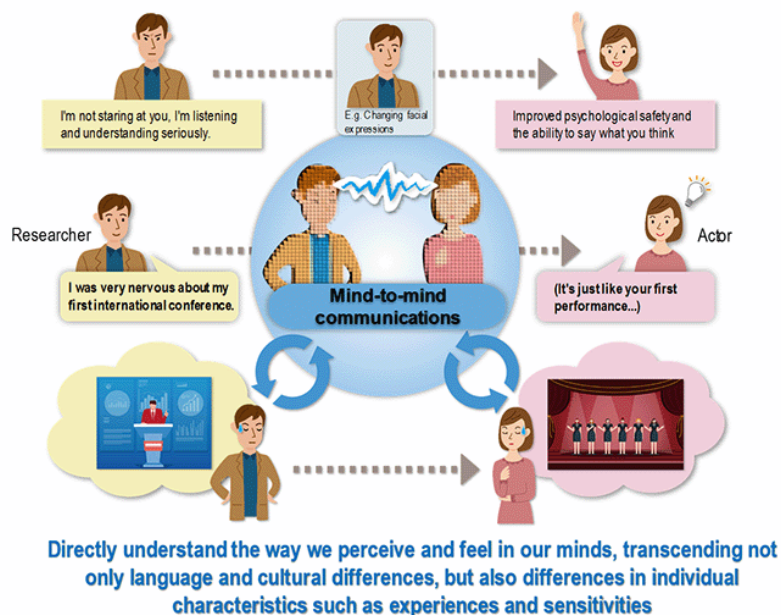 I'm not staring at you, I'm listening
and understanding seriously.
E.g. Changing facial
expressions
Improved psychological safety and
the ability to say what you think
Researcher
I was very nervous about my
first international conference.
Mind-to-mind
communications
Actor
(It's just like your first
performance...)
Directly understand the way we perceive and feel in our minds, transcending not
only language and cultural differences, but also differences in individual
characteristics such as experiences and sensitivities